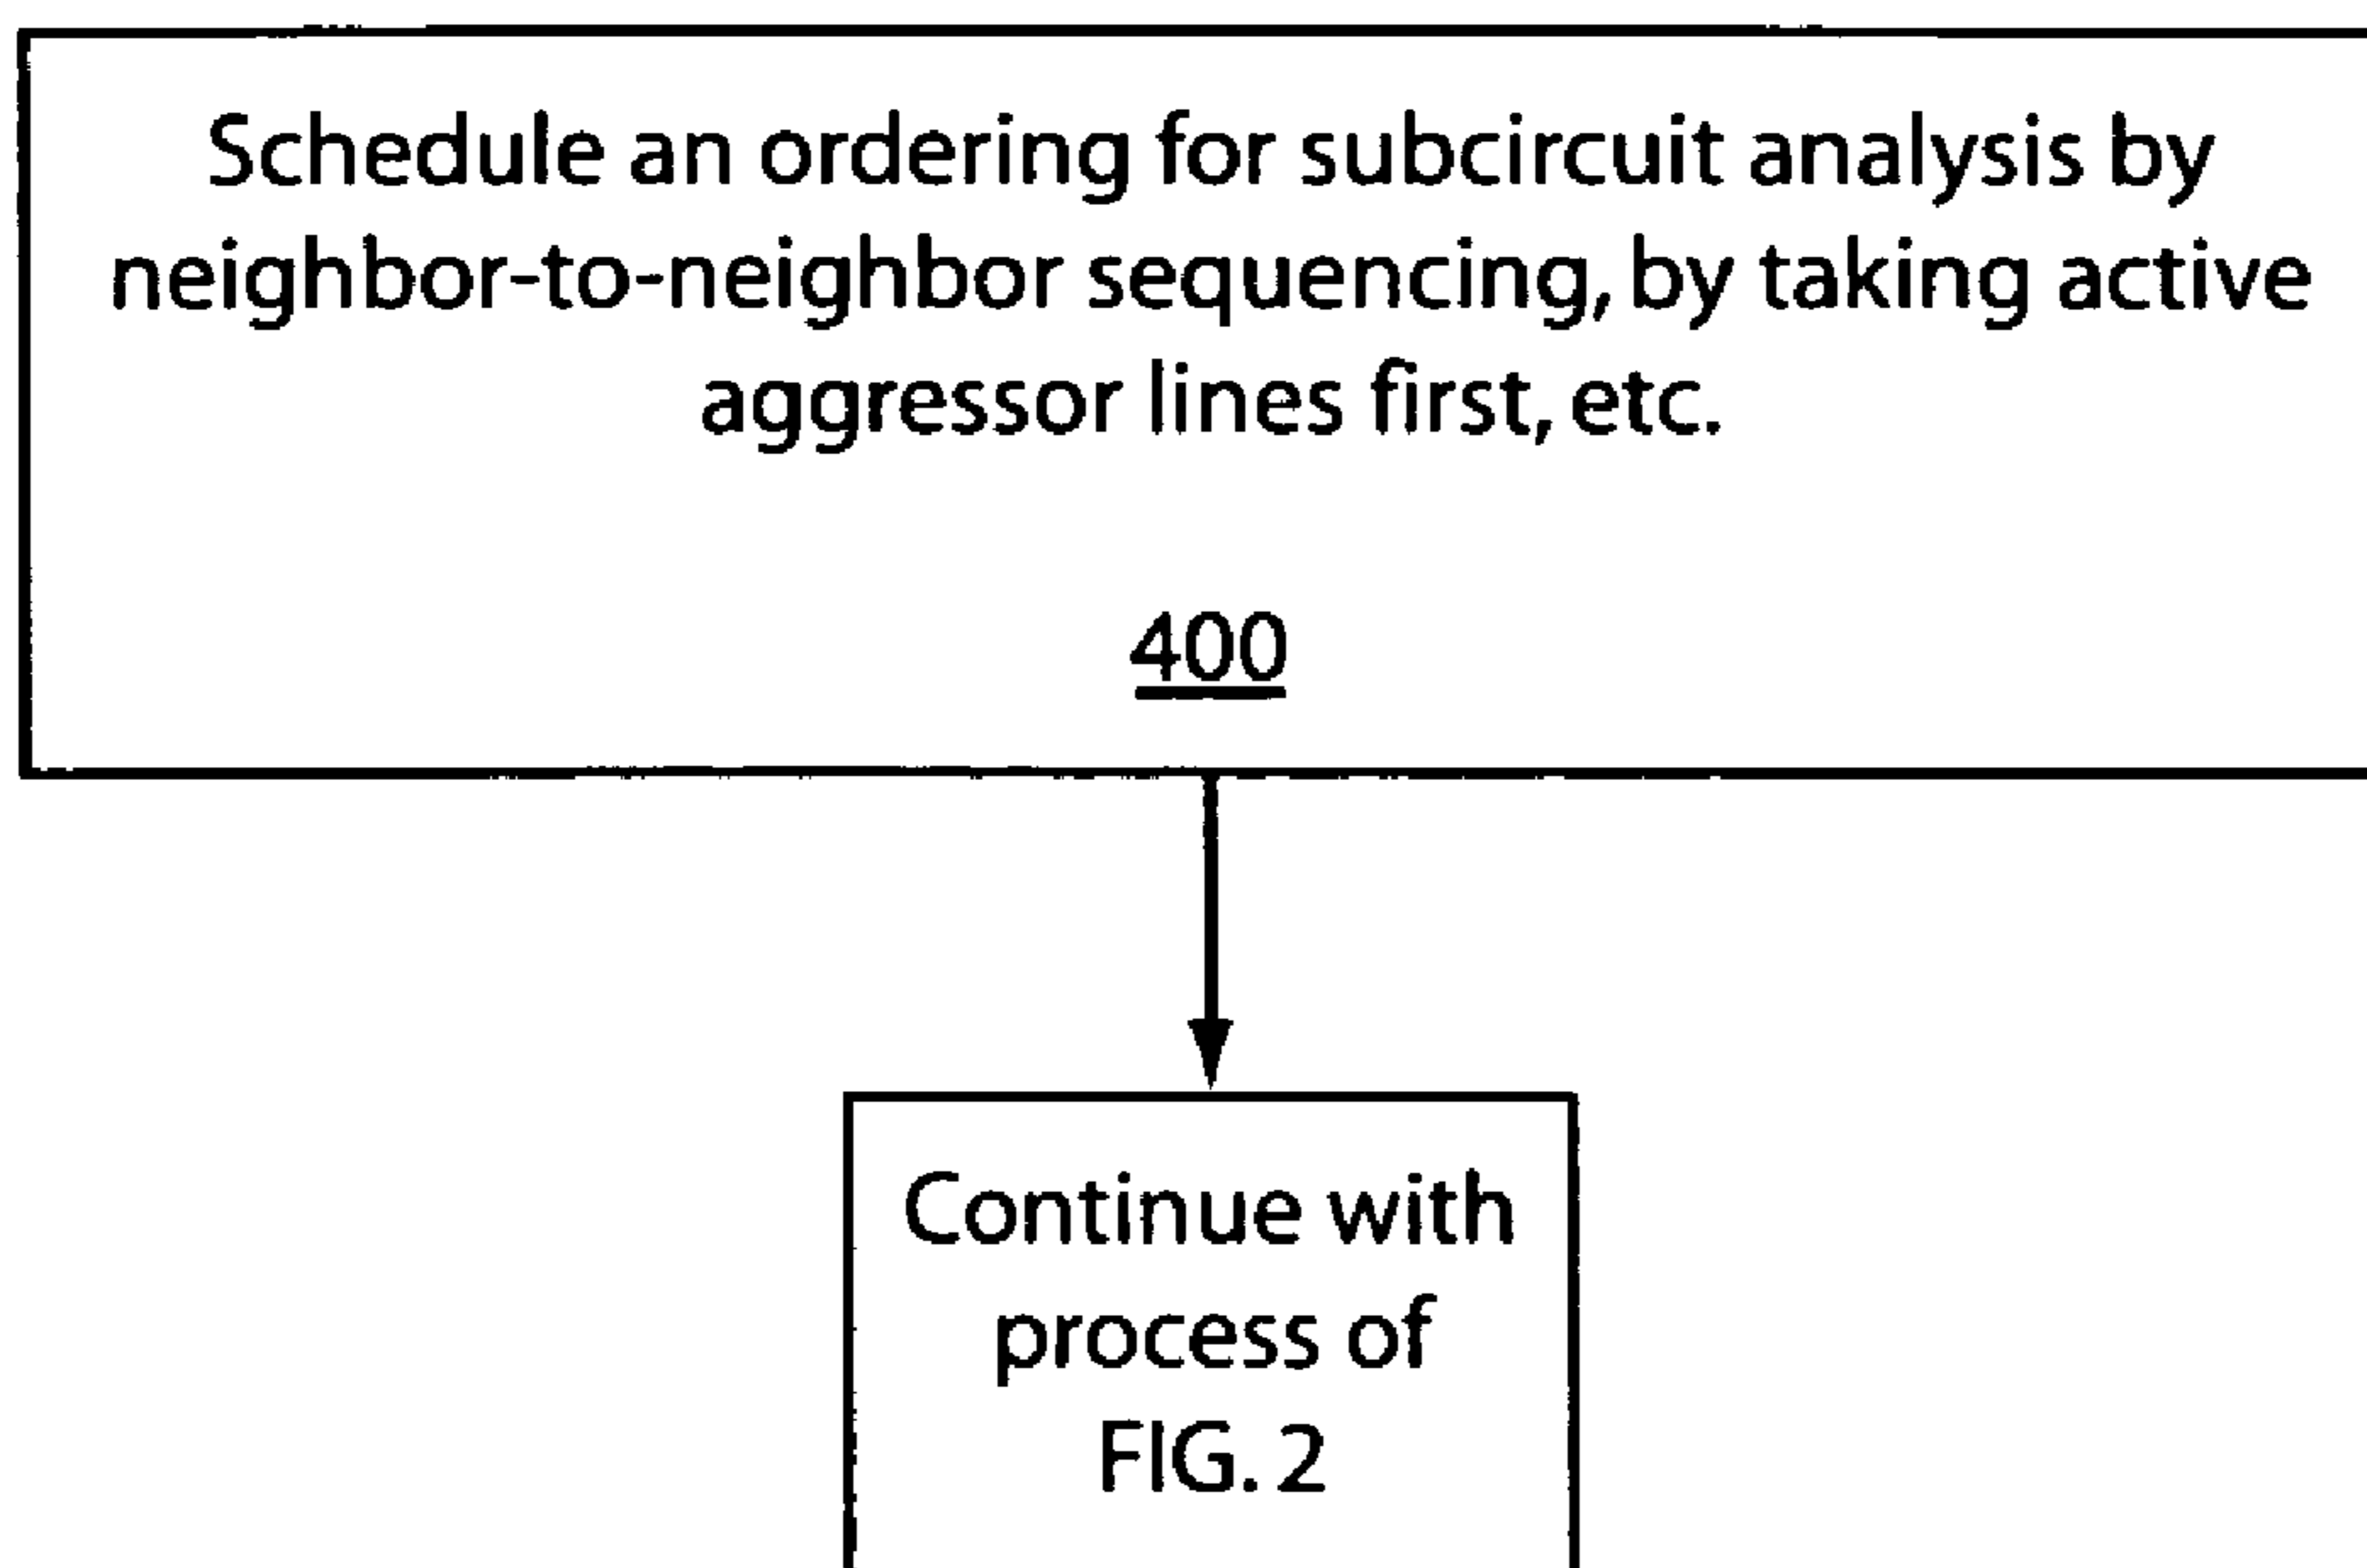 Schedule an ordering for subcircuit analysis by
neighbor-to-neighbor sequencing, by taking active
aggressor lines first, etc.
400
Continue with
process of
FIG. 2